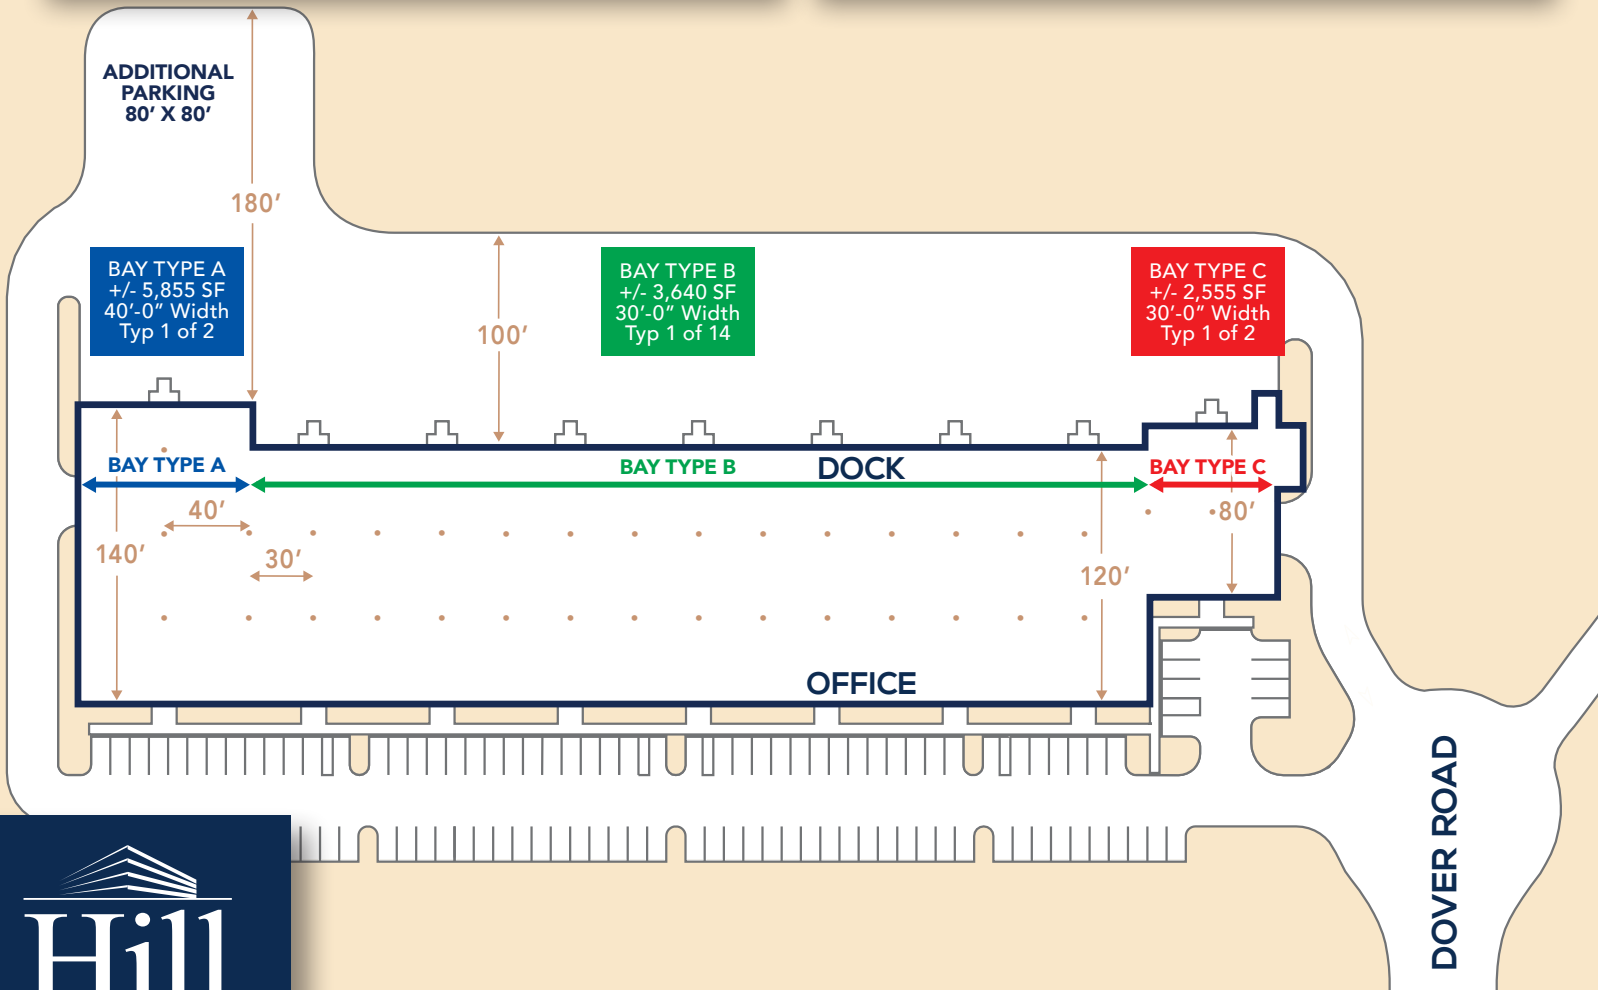 ADDITIONAL
PARKING
80’ X 80’
180’
BAY TYPE A
+/- 5,855 SF
40’-0” Width
Typ 1 of 2
BAY TYPE B
+/- 3,640 SF
30’-0” Width
Typ 1 of 14
BAY TYPE C
+/- 2,555 SF
30’-0” Width
Typ 1 of 2
100’
BAY TYPE A
BAY TYPE B
DOCK
BAY TYPE C
40’
80’
140’
30’
120’
OFFICE
DOVER ROAD
Hill